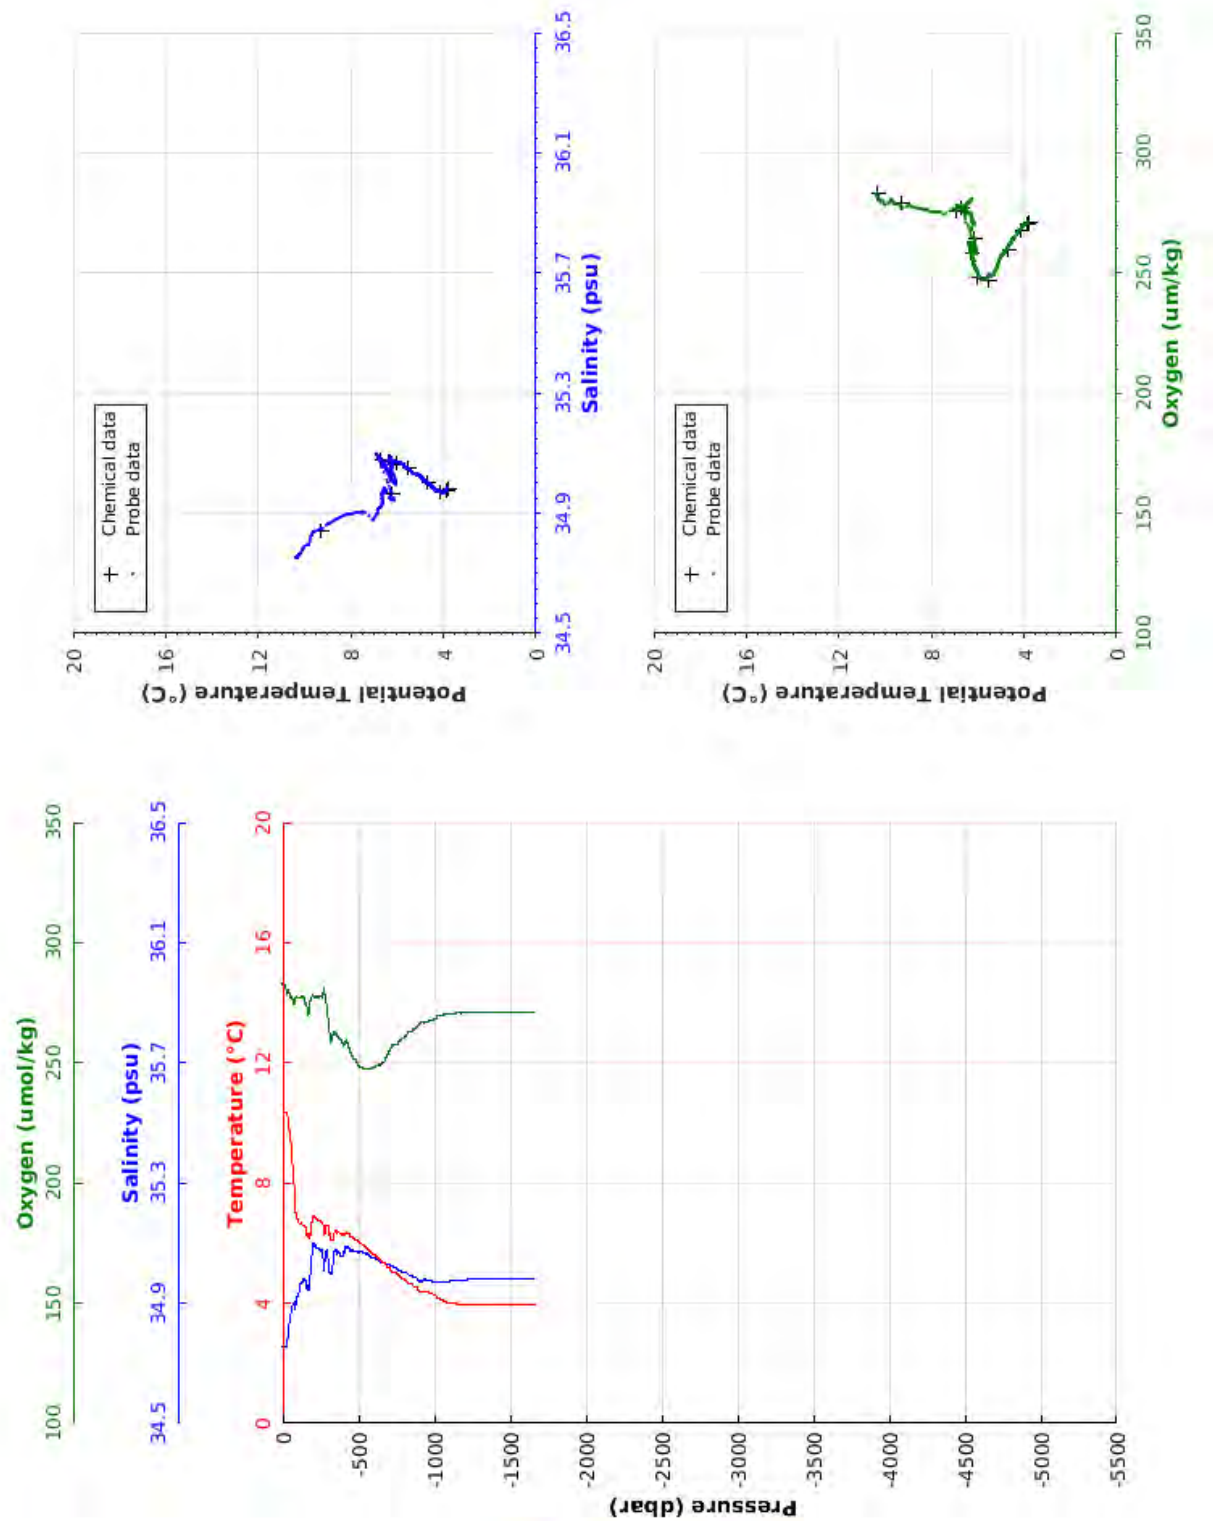 Oxygen (umol/kg)
100 150 200 250 300 350
Salinity (psu)
34.5 34.9 35.3 35.7 36.1 36.5
Temperature (°C)
0 4 8 12 16 20
Pressure (dbar)
0
-500
-1000
-1500
-2000
-2500
-3000
-3500
-4000
-4500
-5000
-5500
Potential Temperature (°C)
20
16
12
8
4
0
+ Chemical data
. Probe data
34.5 34.9 35.3 35.7 36.1 36.5
Salinity (psu)
Potential Temperature (°C)
20
16
12
8
4
0
+ Chemical data
. Probe data
100 150 200 250 300 350
Oxygen (um/kg)